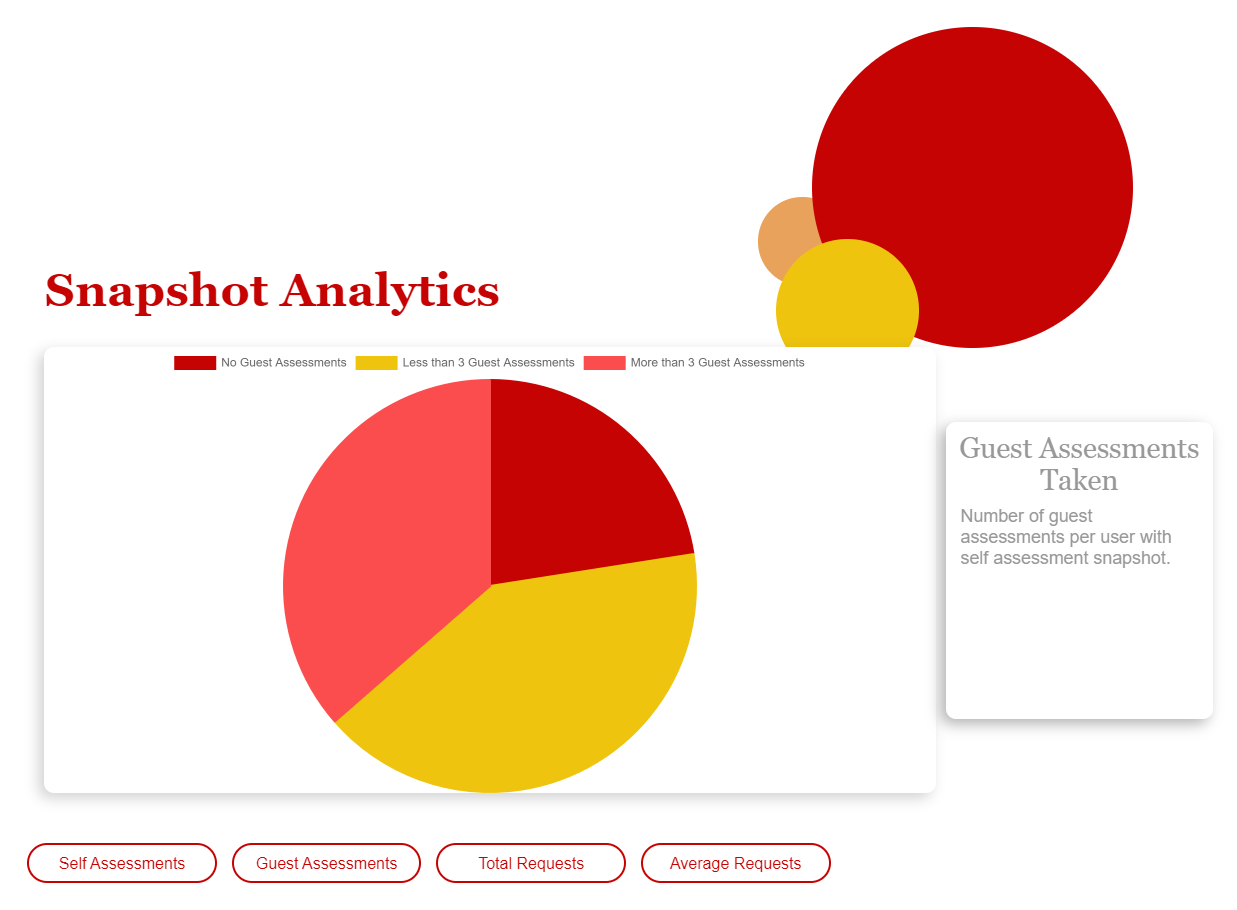 Snapshot Analytics
No Guest Assessments
Less than 3 Guest Assessments
More than 3 Guest Assessments
Guest Assessments
Taken
Number of guest
assessments per user with
self assessment snapshot.
Self Assessments
Guest Assessments
Total Requests
Average Requests